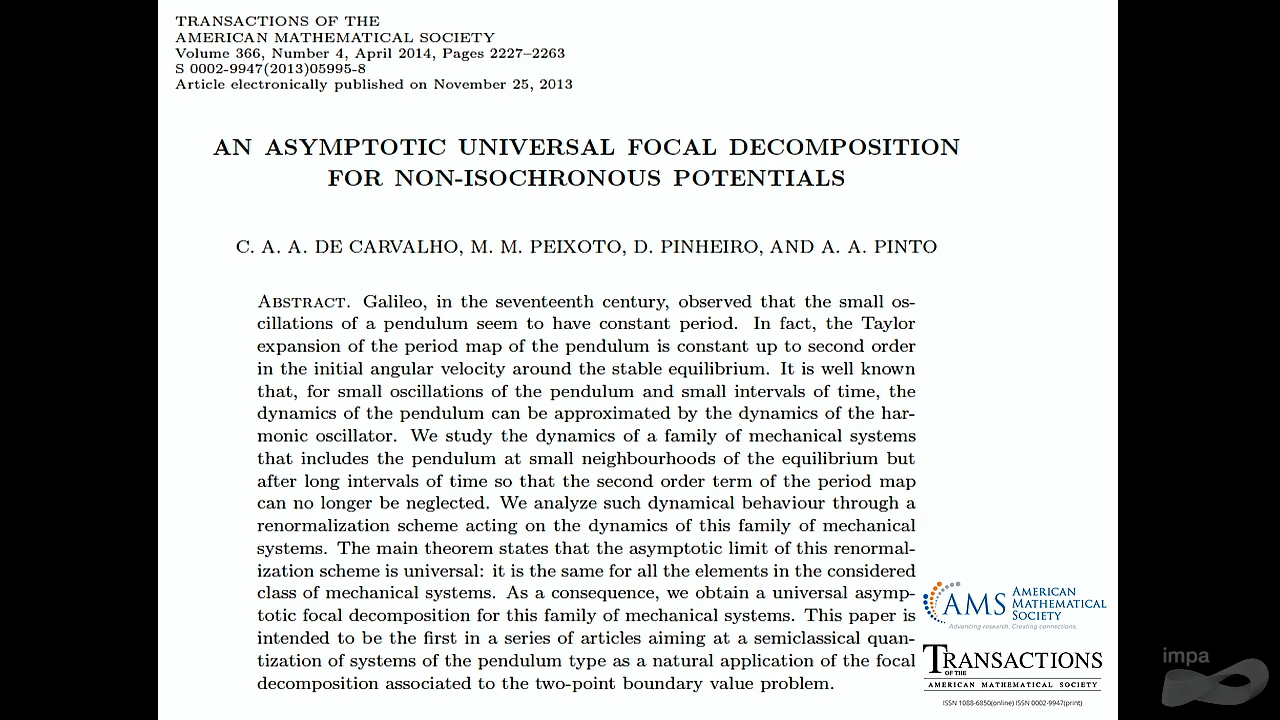 TRANSACTIONS OF THE
AMERICAN MATHEMATICAL SOCIETY
Volume 366, Number 4, April 2014, Pages 2227–2263
S 0002-9947(2013)05995-8
Article electronically published on November 25, 2013
AN ASYMPTOTIC UNIVERSAL FOCAL DECOMPOSITION
FOR NON-ISOCHRONOUS POTENTIALS
C. A. A. DE CARVALHO, M. M. PEIXOTO, D. PINHEIRO, AND A. A. PINTO
ABSTRACT. Galileo, in the seventeenth century, observed that the small os-
cillations of a pendulum seem to have constant period. In fact, the Taylor
expansion of the period map of the pendulum is constant up to second order
in the initial angular velocity around the stable equilibrium. It is well known
that, for small oscillations of the pendulum and small intervals of time, the
dynamics of the pendulum can be approximated by the dynamics of the har-
monic oscillator. We study the dynamics of a family of mechanical systems
that includes the pendulum at small neighbourhoods of the equilibrium but
after long intervals of time so that the second order term of the period map
can no longer be neglected. We analyze such dynamical behaviour through a
renormalization scheme acting on the dynamics of this family of mechanical
systems. The main theorem states that the asymptotic limit of this renormal-
ization scheme is universal: it is the same for all the elements in the considered
class of mechanical systems. As a consequence, we obtain a universal asymp-
totic focal decomposition for this family of mechanical systems. This paper is
intended to be the first in a series of articles aiming at a semiclassical quan-
tization of systems of the pendulum type as a natural application of the focal
decomposition associated to the two-point boundary value problem.
AMS AMERICAN
MATHEMATICAL
SOCIETY
Advancing research. Creating connections.
TRANSACTIONS
OF THE
AMERICAN MATHEMATICAL SOCIETY
ISSN 1088-6850(online) ISSN 0002-9947(print)
impa